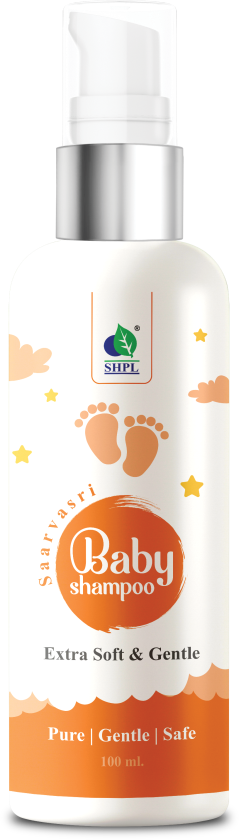 ®
SHPL
Saarvasri
Baby
shampoo
Extra Soft & Gentle
Pure | Gentle | Safe
100 ml.